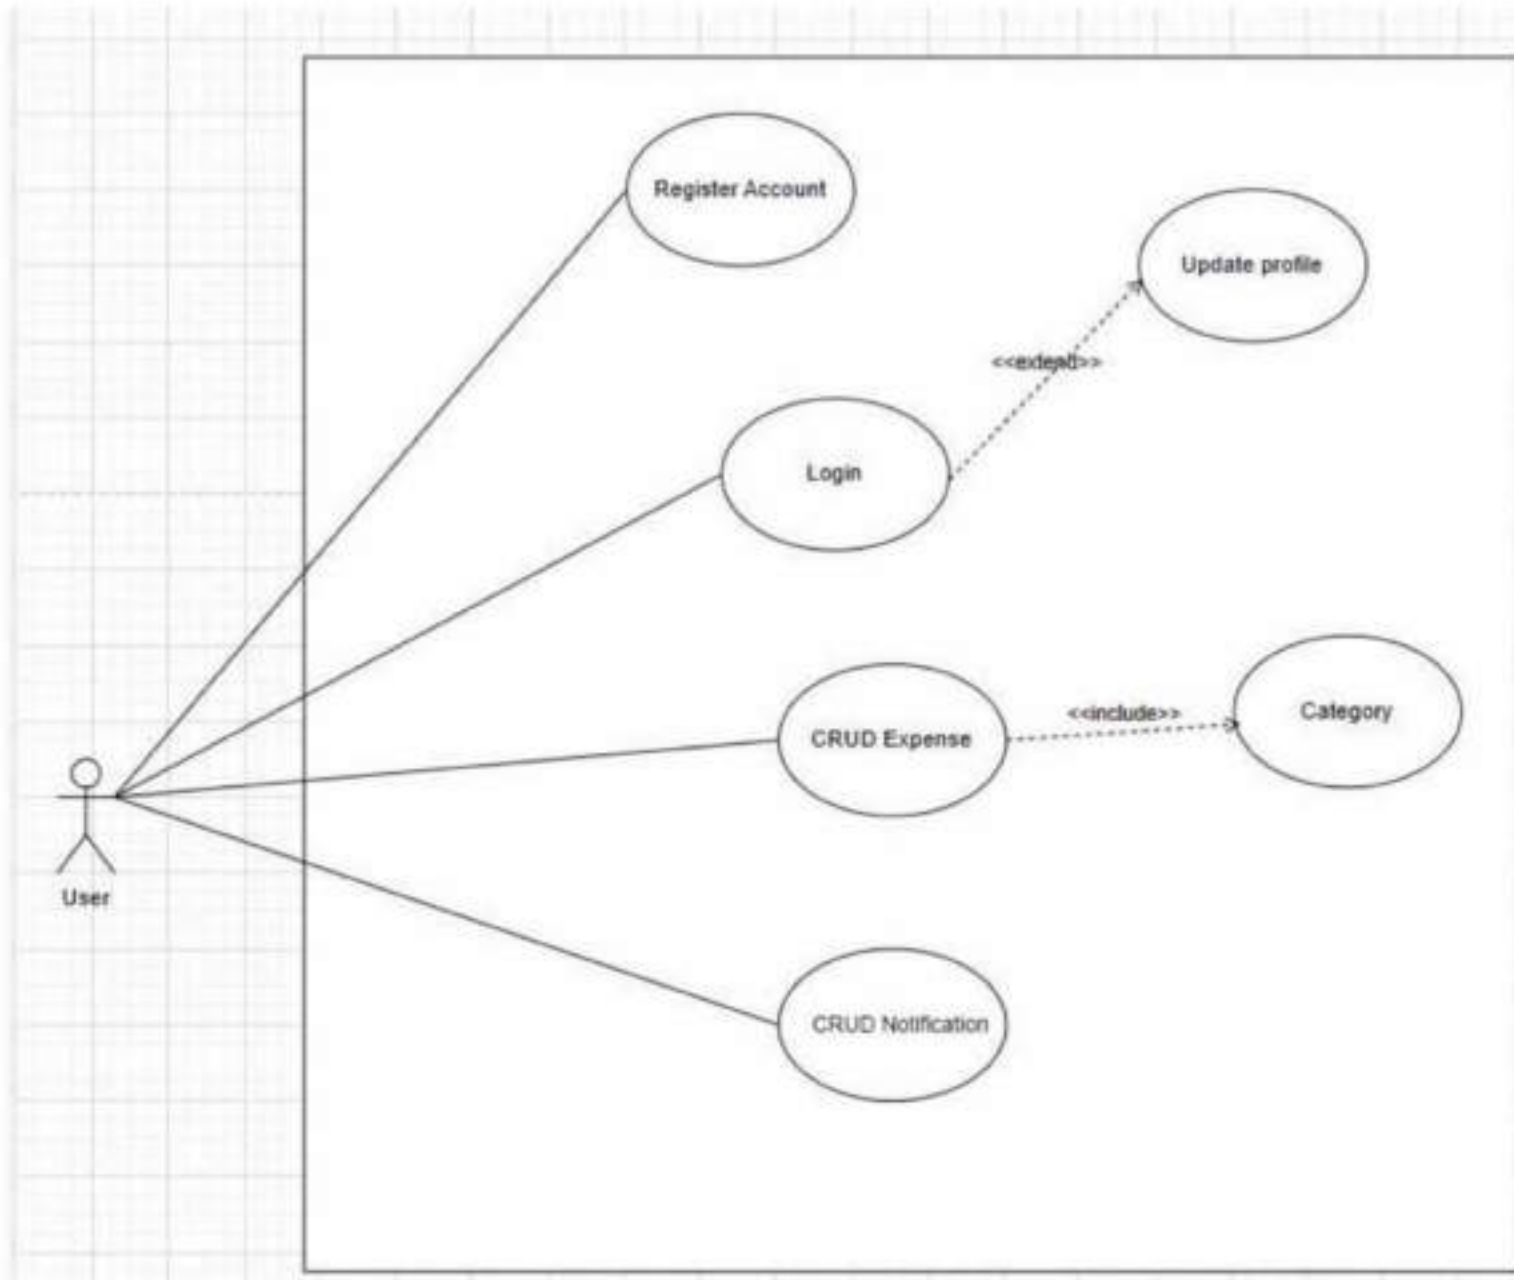 Register Account
Update profile
<<extend>>
Login
<<include>>
Category
CRUD Expense
User
CRUD Notification